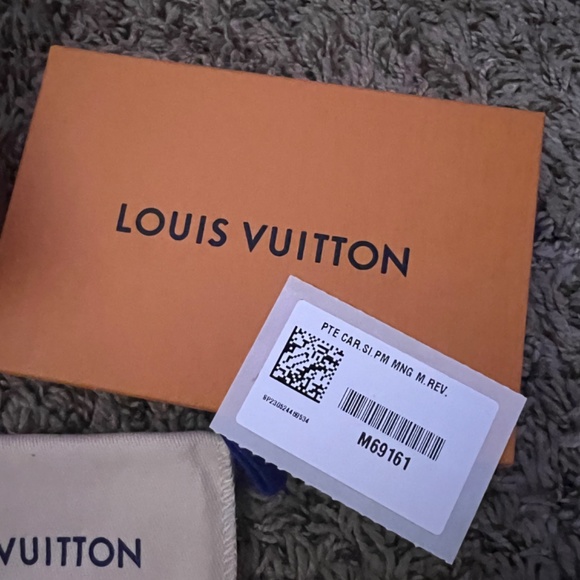 LOUIS VUITTON
PTE CAR.SI.PM MNG M.REV.
M69161
VUITTON